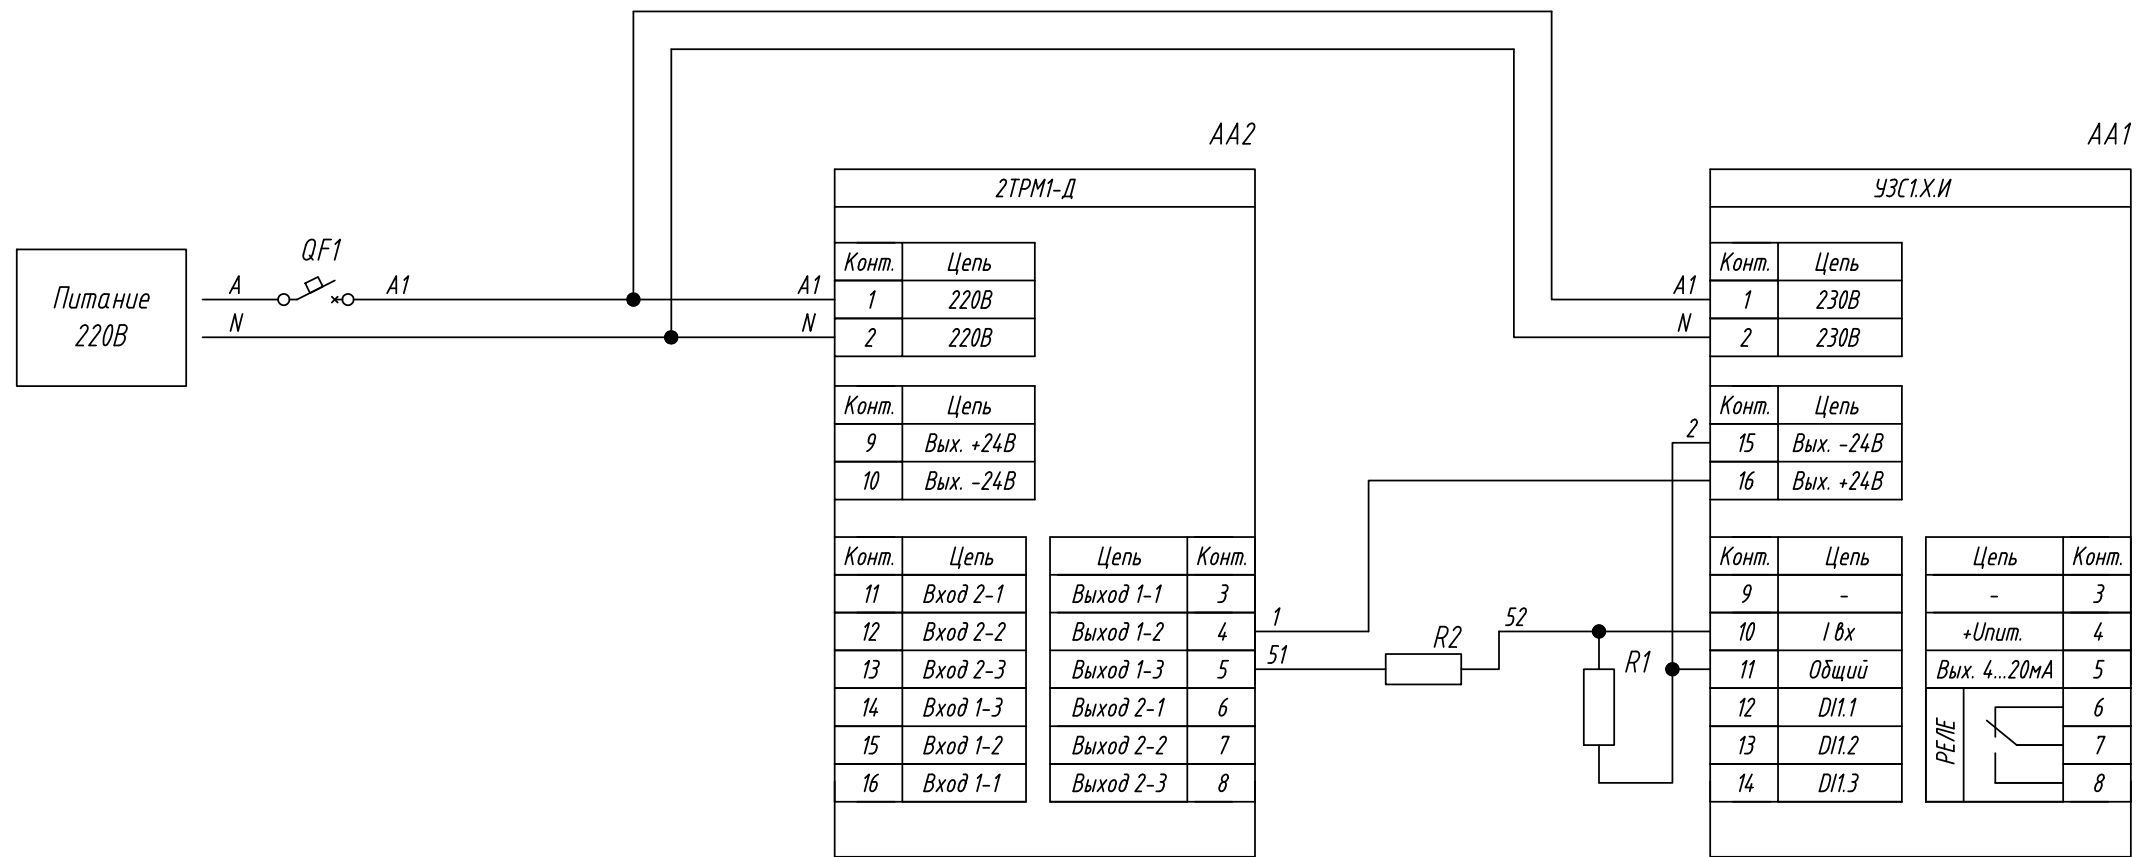 АА2
АА1
2ТРМ1-Д
УЗС1.Х.И
Питание
220В
А
QF1
А1
N
А1
N
Конт. Цепь
1 220В
2 220В
Конт. Цепь
9 Вых. +24В
10 Вых. -24В
Конт. Цепь
11 Вход 2-1
12 Вход 2-2
13 Вход 2-3
14 Вход 1-3
15 Вход 1-2
16 Вход 1-1
Цепь Конт.
Выход 1-1 3
Выход 1-2 4
Выход 1-3 5
Выход 2-1 6
Выход 2-2 7
Выход 2-3 8
1
51
R2
52
R1
А1
N
Конт. Цепь
1 230В
2 230В
2
Конт. Цепь
15 Вых. -24В
16 Вых. +24В
Конт. Цепь
9 -
10 I вх
11 Общий
12 DI1.1
13 DI1.2
14 DI1.3
Цепь Конт.
- 3
+Uпит. 4
Вых. 4...20мА 5
РЕЛЕ
6
7
8